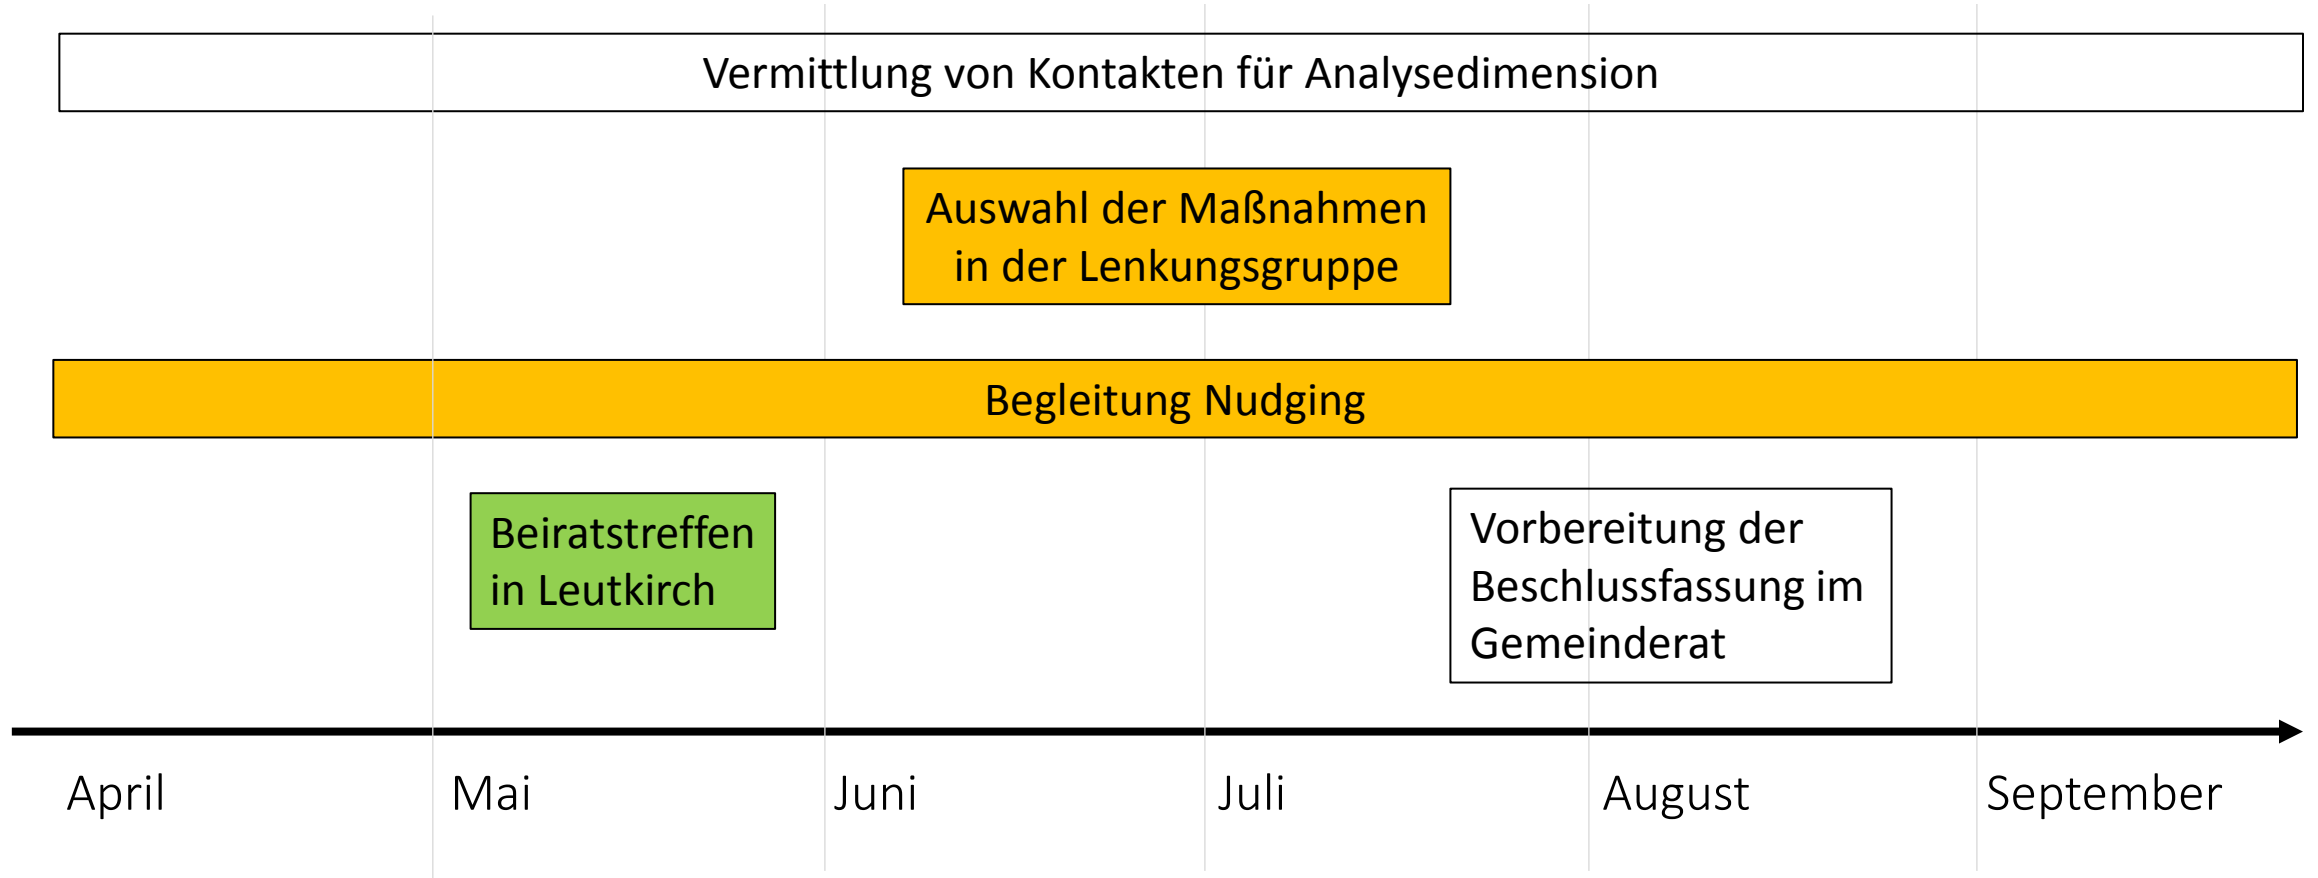 Vermittlung von Kontakten für Analysedimension
Auswahl der Maßnahmen
in der Lenkungsgruppe
Begleitung Nudging
Beiratstreffen
in Leutkirch
Vorbereitung der
Beschlussfassung im
Gemeinderat
April
Mai
Juni
Juli
August
September